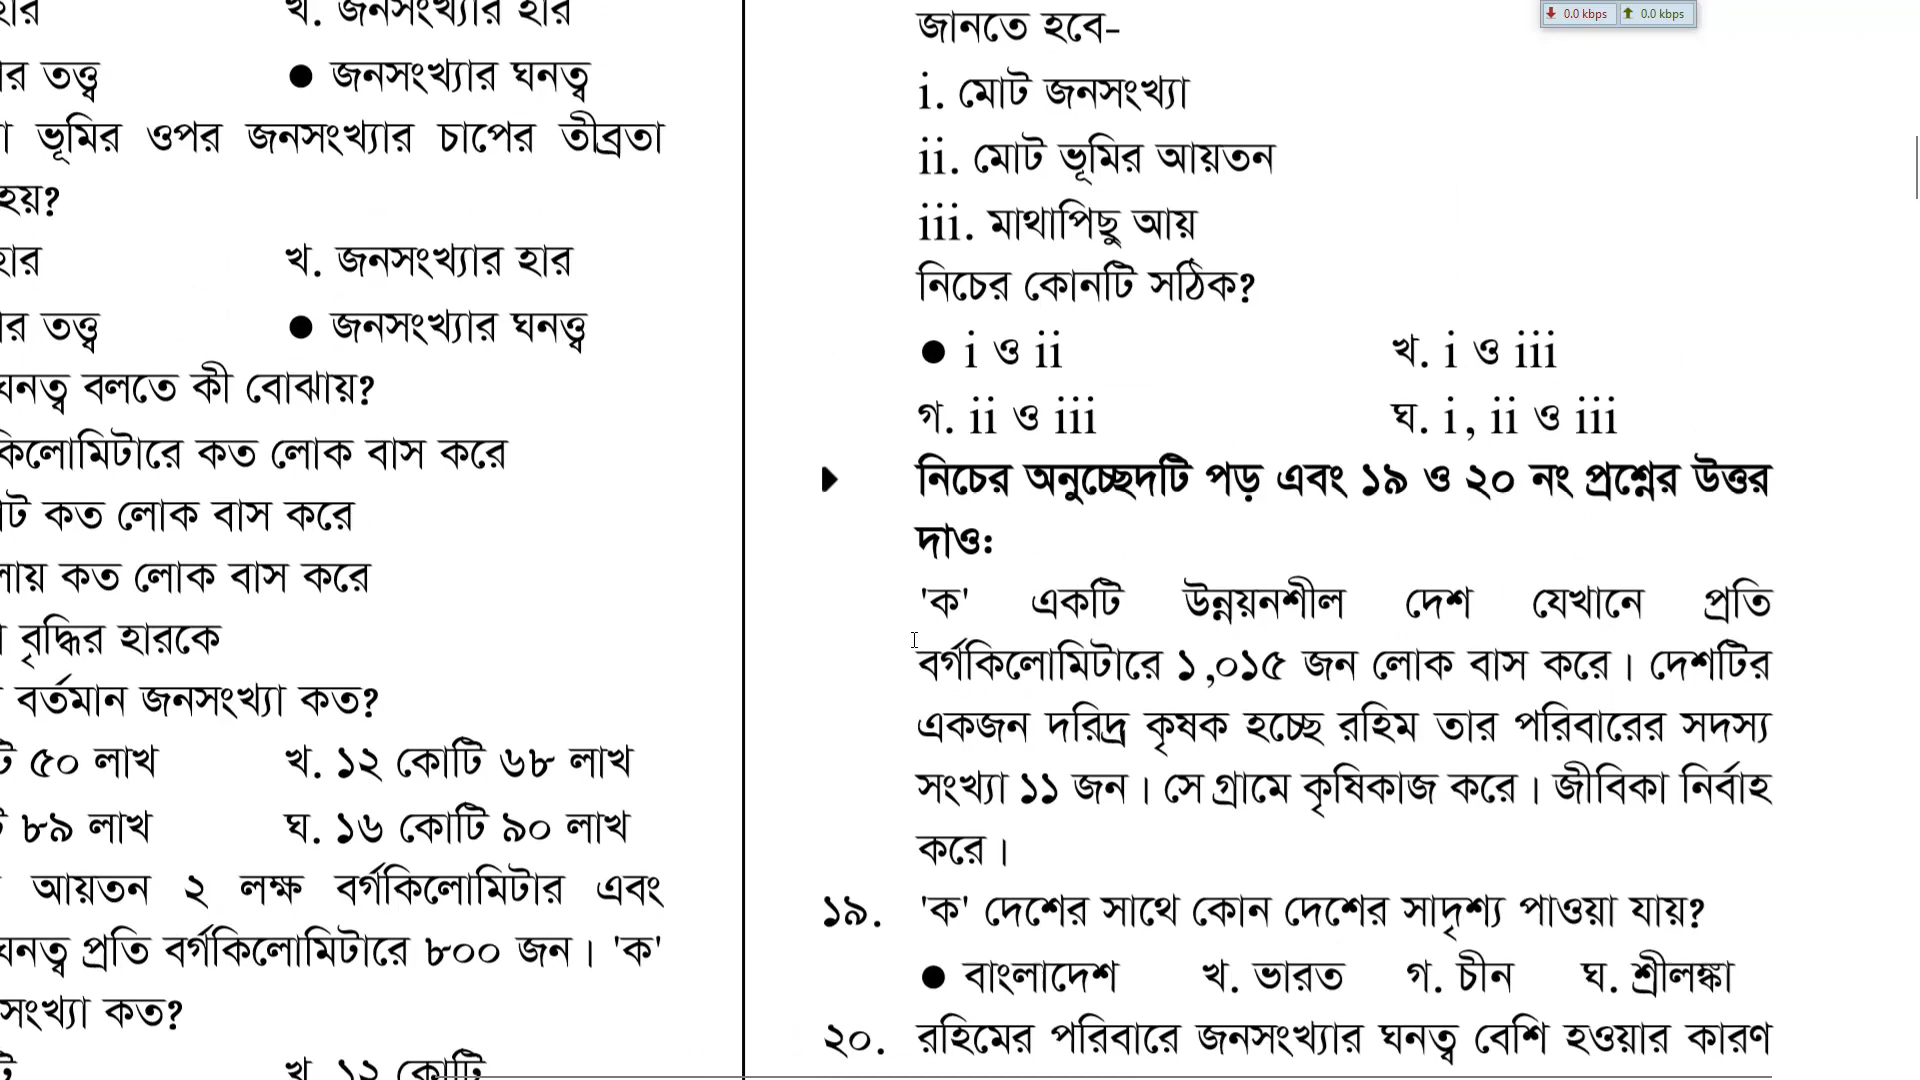 0.0 kbps 0.0 kbps
খ. জনসংখ্যার হার
তত্ত্ব ● জনসংখ্যার ঘনত্ব
ভূমির ওপর জনসংখ্যার চাপের তীব্রতা
হয়?
খ. জনসংখ্যার হার
তত্ত্ব ● জনসংখ্যার ঘনত্ত্ব
বলতে কী বোঝায়?
কত লোক বাস করে
কত লোক বাস করে
কত লোক বাস করে
বৃদ্ধির হারকে
বর্তমান জনসংখ্যা কত?
৫০ লাখ খ. ১২ কোটি ৬৮ লাখ
৮৯ লাখ ঘ. ১৬ কোটি ৯০ লাখ
আয়তন ২ লক্ষ বর্গকিলোমিটার এবং
প্রতি বর্গকিলোমিটারে ৮০০ জন। 'ক'
কত?
খ. ১২ কোটি
জানতে হবে-
i. মোট জনসংখ্যা
ii. মোট ভূমির আয়তন
iii. মাথাপিছু আয়
নিচের কোনটি সঠিক?
● i ও ii খ. i ও iii
গ. ii ও iii ঘ. i, ii ও iii
নিচের অনুচ্ছেদটি পড় এবং ১৯ ও ২০ নং প্রশ্নের উত্তর
দাও:
'ক' একটি উন্নয়নশীল দেশ যেখানে প্রতি
বর্গকিলোমিটারে ১,০১৫ জন লোক বাস করে। দেশটির
একজন দরিদ্র কৃষক হচ্ছে রহিম তার পরিবারের সদস্য
সংখ্যা ১১ জন। সে গ্রামে কৃষিকাজ করে। জীবিকা নির্বাহ
করে।
১৯. 'ক' দেশের সাথে কোন দেশের সাদৃশ্য পাওয়া যায়?
● বাংলাদেশ খ. ভারত গ. চীন ঘ. শ্রীলঙ্কা
২০. রহিমের পরিবারে জনসংখ্যার ঘনত্ব বেশি হওয়ার কারণ